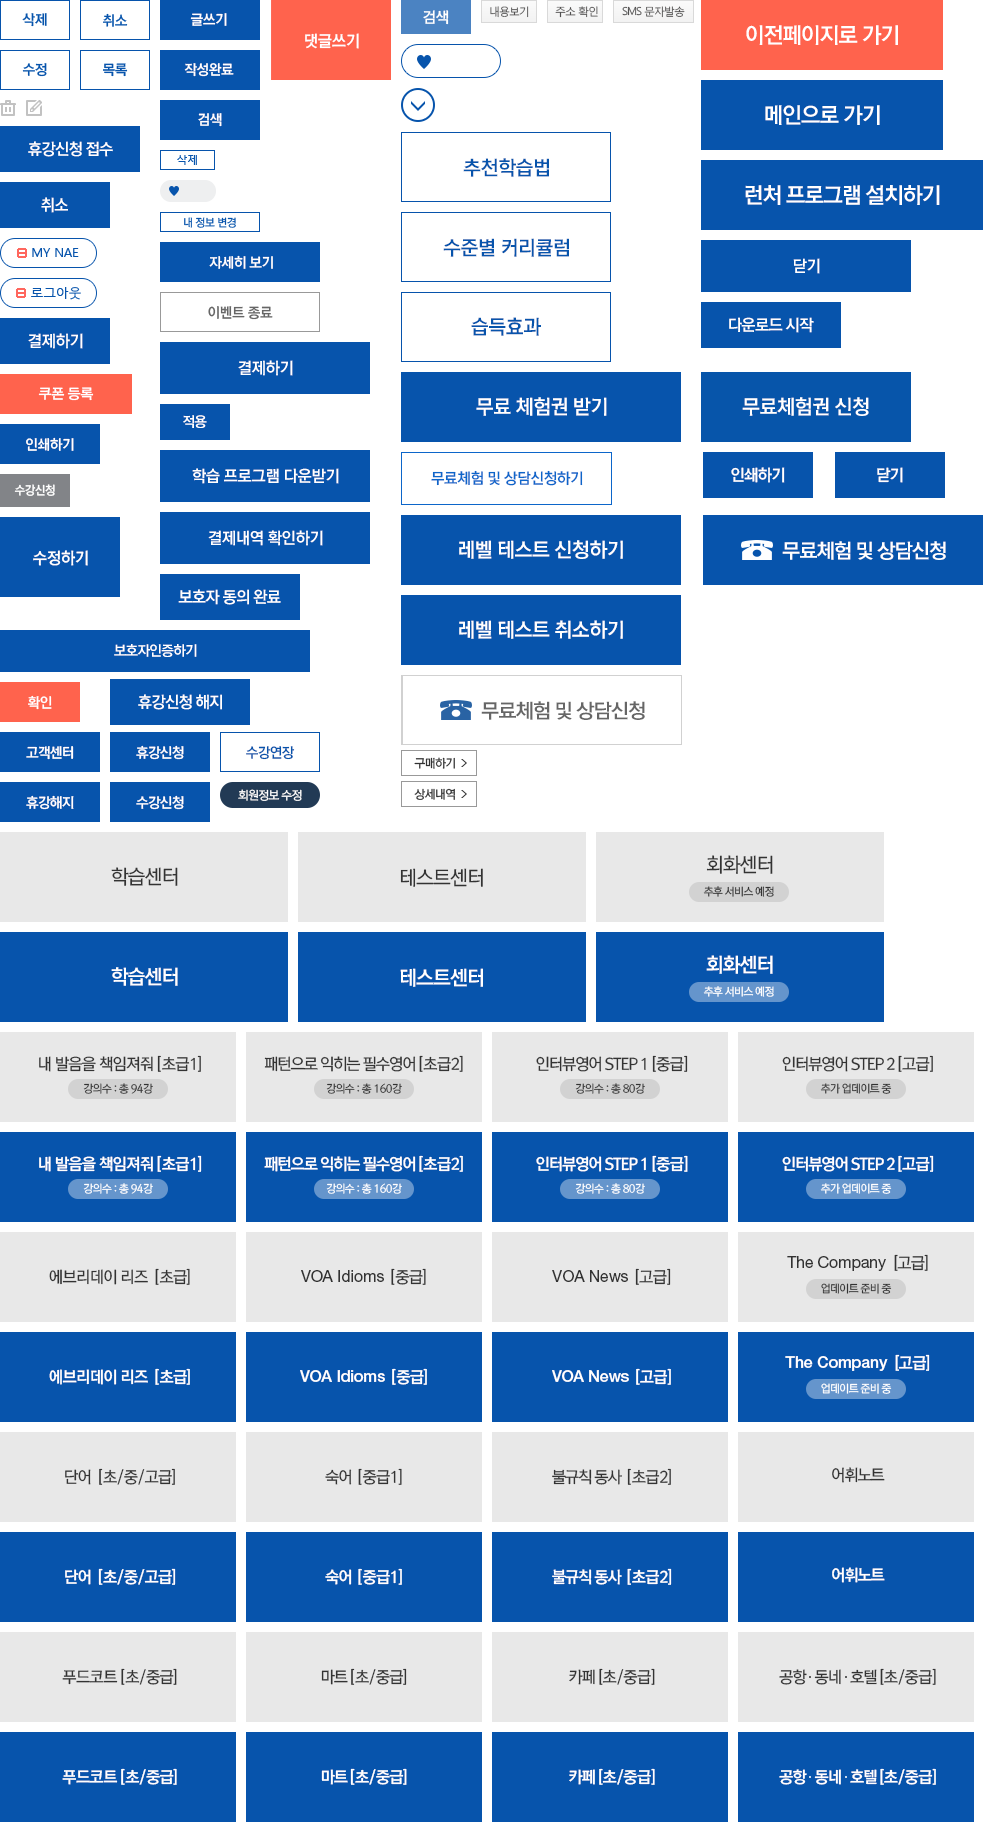 삭제
취소
글쓰기
댓글쓰기
검색
내용보기
주소 확인
SMS 문자발송
이전페이지로 가기
수정
목록
작성완료
메인으로 가기
검색
휴강신청 접수
삭제
추천학습법
런처 프로그램 설치하기
취소
내 정보 변경
수준별 커리큘럼
MY NAE
자세히 보기
닫기
로그아웃
이벤트 종료
습득효과
다운로드 시작
결제하기
결제하기
쿠폰 등록
적용
무료 체험권 받기
무료체험권 신청
인쇄하기
학습 프로그램 다운받기
무료체험 및 상담신청하기
인쇄하기
닫기
수강신청
결제내역 확인하기
레벨 테스트 신청하기
무료체험 및 상담신청
수정하기
보호자 동의 완료
레벨 테스트 취소하기
보호자인증하기
확인
휴강신청 해지
무료체험 및 상담신청
고객센터
휴강신청
수강연장
구매하기
휴강해지
수강신청
회원정보 수정
상세내역
학습센터
테스트센터
회화센터
추후 서비스 예정
학습센터
테스트센터
회화센터
추후 서비스 예정
내 발음을 책임져줘 [초급1]
강의수 : 총 94강
패턴으로 익히는 필수영어 [초급2]
강의수 : 총 160강
인터뷰영어 STEP 1 [중급]
강의수 : 총 80강
인터뷰영어 STEP 2 [고급]
추가 업데이트 중
내 발음을 책임져줘 [초급1]
강의수 : 총 94강
패턴으로 익히는 필수영어 [초급2]
강의수 : 총 160강
인터뷰영어 STEP 1 [중급]
강의수 : 총 80강
인터뷰영어 STEP 2 [고급]
추가 업데이트 중
에브리데이 리즈 [초급]
VOA Idioms [중급]
VOA News [고급]
The Company [고급]
업데이트 준비 중
에브리데이 리즈 [초급]
VOA Idioms [중급]
VOA News [고급]
The Company [고급]
업데이트 준비 중
단어 [초/중/고급]
숙어 [중급1]
불규칙 동사 [초급2]
어휘노트
단어 [초/중/고급]
숙어 [중급1]
불규칙 동사 [초급2]
어휘노트
푸드코트 [초/중급]
마트 [초/중급]
카페 [초/중급]
공항 · 동네 · 호텔 [초/중급]
푸드코트 [초/중급]
마트 [초/중급]
카페 [초/중급]
공항 · 동네 · 호텔 [초/중급]